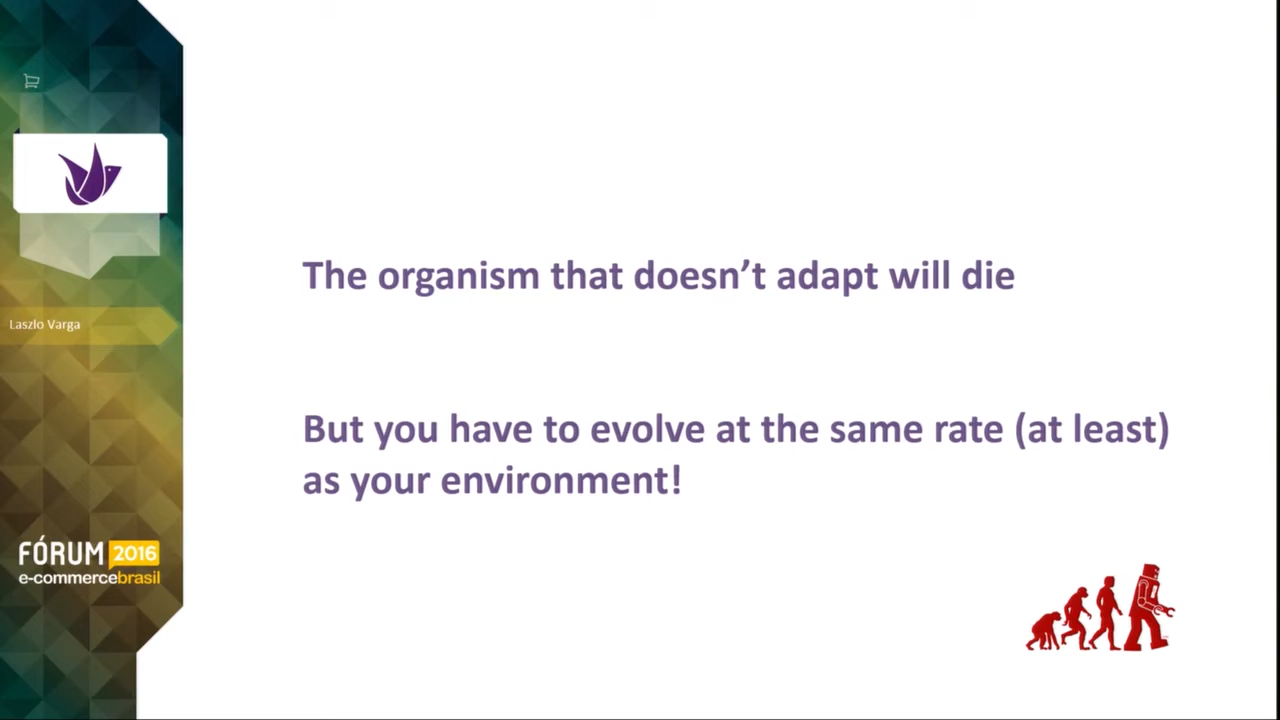 Laszlo Varga
FÓRUM 2016
e-commercebrasil
The organism that doesn’t adapt will die
But you have to evolve at the same rate (at least)
as your environment!